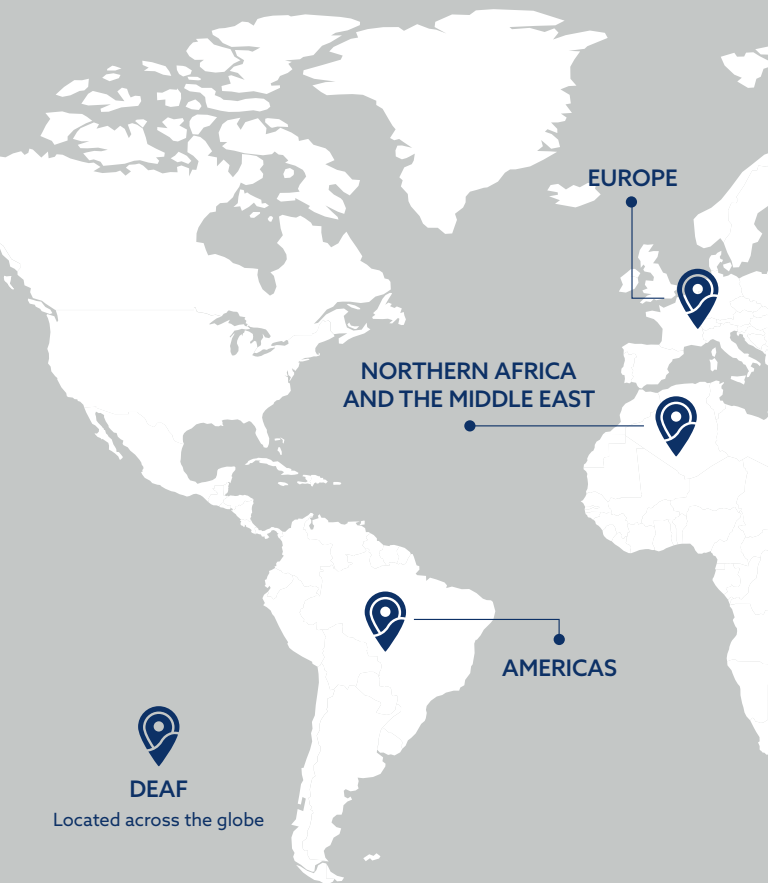 EUROPE
NORTHERN AFRICA
AND THE MIDDLE EAST
AMERICAS
DEAF
Located across the globe